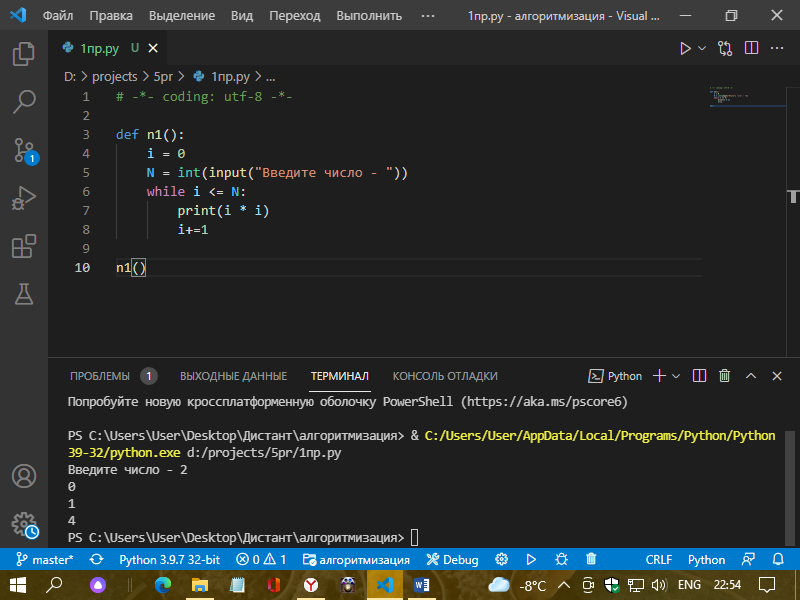 Файл Правка Выделение Вид Переход Выполнить ··· 1пр.py - алгоритмизация - Visual ...
1пр.py U
D: > projects > 5pr > 1пр.py > ...
1 # -*- coding: utf-8 -*-
2
3 def n1():
4 i = 0
5 N = int(input("Введите число - "))
6 while i <= N:
7 print(i * i)
8 i+=1
9
10 n1()
ПРОБЛЕМЫ 1 ВЫХОДНЫЕ ДАННЫЕ ТЕРМИНАЛ КОНСОЛЬ ОТЛАДКИ Python
Попробуйте новую кроссплатформенную оболочку PowerShell (https://aka.ms/pscore6)
PS C:\Users\User\Desktop\Дистант\алгоритмизация> & C:/Users/User/AppData/Local/Programs/Python/Python
39-32/python.exe d:/projects/5pr/1пр.py
Введите число - 2
0
1
4
PS C:\Users\User\Desktop\Дистант\алгоритмизация>
1
master* Python 3.9.7 32-bit 0 1 алгоритмизация Debug CRLF Python
-8°C ENG 22:54